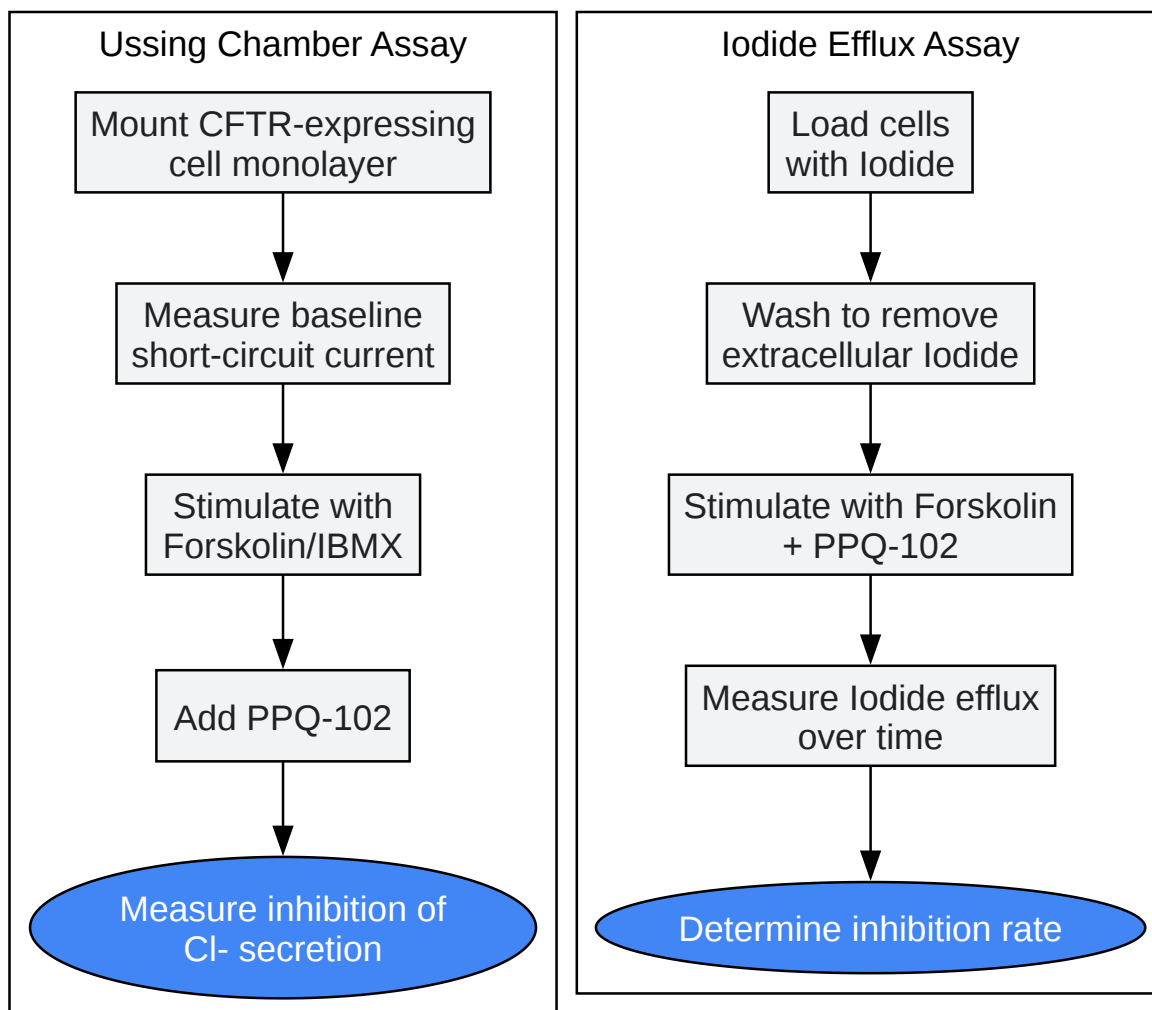 Ussing Chamber Assay
Mount CFTR-expressing
cell monolayer
Measure baseline
short-circuit current
Stimulate with
Forskolin/IBMX
Add PPQ-102
Measure inhibition of
Cl- secretion
Iodide Efflux Assay
Load cells
with Iodide
Wash to remove
extracellular Iodide
Stimulate with Forskolin
+ PPQ-102
Measure Iodide efflux
over time
Determine inhibition rate